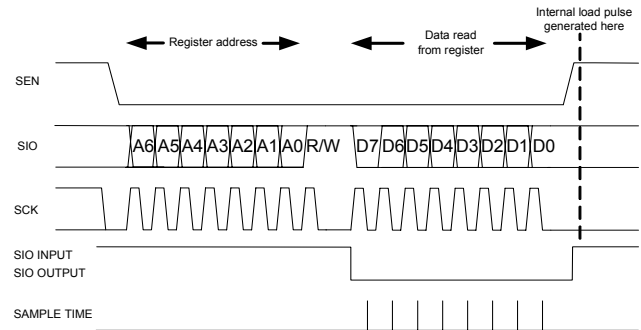 Internal load pulse
generated here
Register address
Data read
from register
SEN
SIO
A6 A5 A4 A3 A2 A1 A0 R/W D7 D6 D5 D4 D3 D2 D1 D0
SCK
SIO INPUT
SIO OUTPUT
SAMPLE TIME